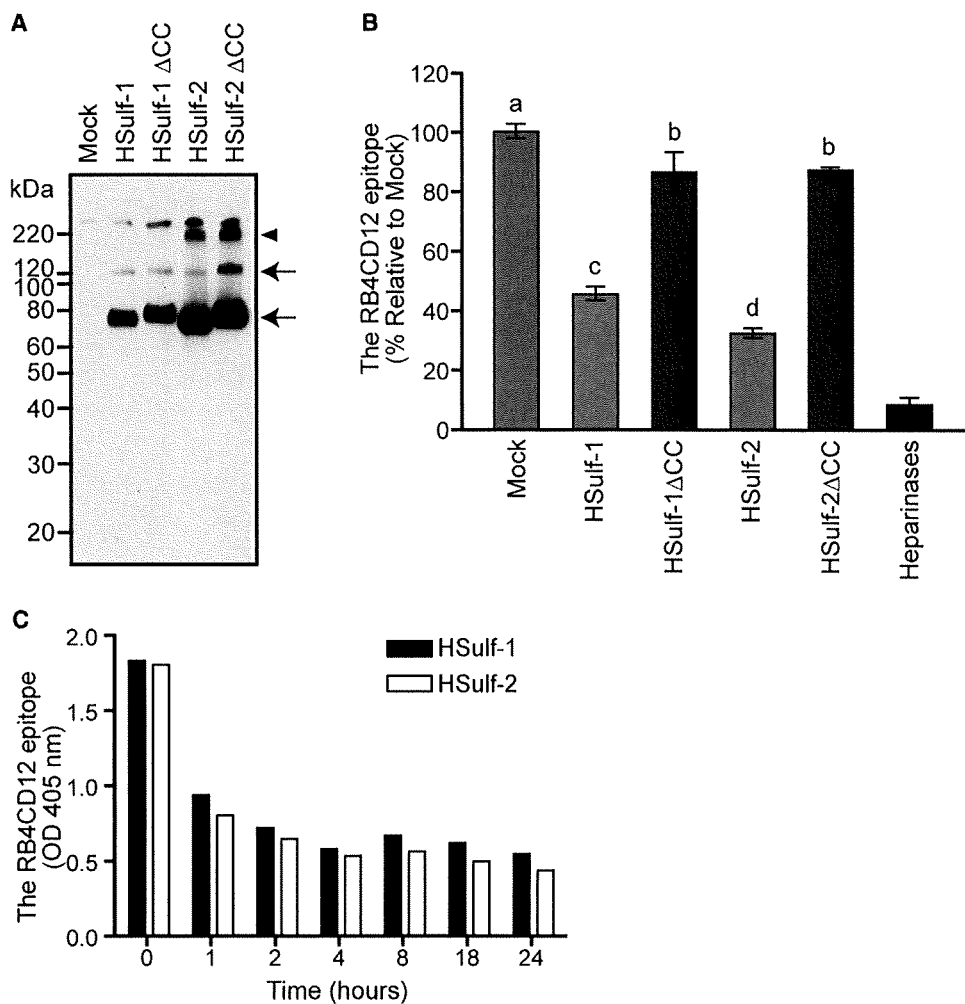 A
Mock
HSulf-1
HSulf-1 ΔCC
HSulf-2
HSulf-2 ΔCC
kDa
220
120
100
80
60
50
40
30
20
B
The RB4CD12 epitope
(% Relative to Mock)
120
100
80
60
40
20
0
a
b
c
d
b
Mock
HSulf-1
HSulf-1ΔCC
HSulf-2
HSulf-2ΔCC
Heparinases
C
The RB4CD12 epitope
(OD 405 nm)
2.0
1.5
1.0
0.5
0.0
HSulf-1
HSulf-2
0 1 2 4 8 18 24
Time (hours)